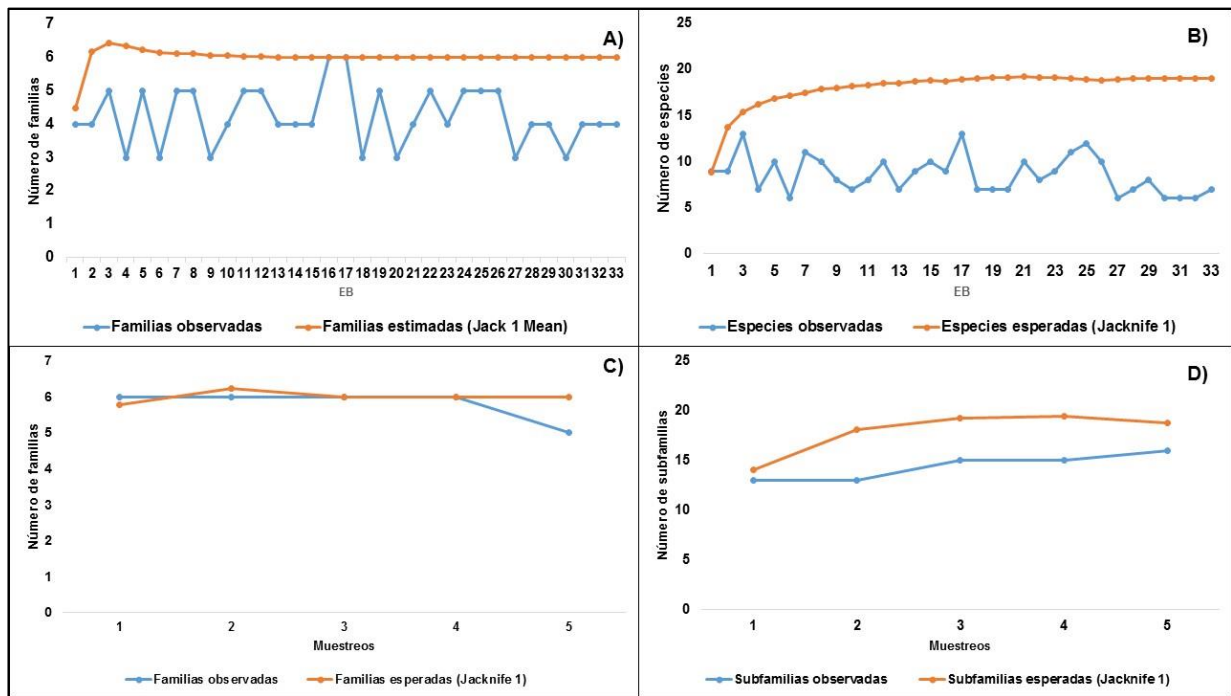 A)
Número de familias
7
6
5
4
3
2
1
0
1 2 3 4 5 6 7 8 9 10 11 12 13 14 15 16 17 18 19 20 21 22 23 24 25 26 27 28 29 30 31 32 33
EB
Familias observadas Familias estimadas (Jack 1 Mean)
B)
Número de especies
25
20
15
10
5
0
1 3 5 7 9 11 13 15 17 19 21 23 25 27 29 31 33
EB
Especies observadas Especies esperadas (Jacknife 1)
C)
Número de familias
7
6
5
4
3
2
1
0
1 2 3 4 5
Muestreos
Familias observadas Familias esperadas (Jacknife 1)
D)
Número de subfamilias
25
20
15
10
5
0
1 2 3 4 5
Muestreos
Subfamilias observadas Subfamilias esperadas (Jacknife 1)